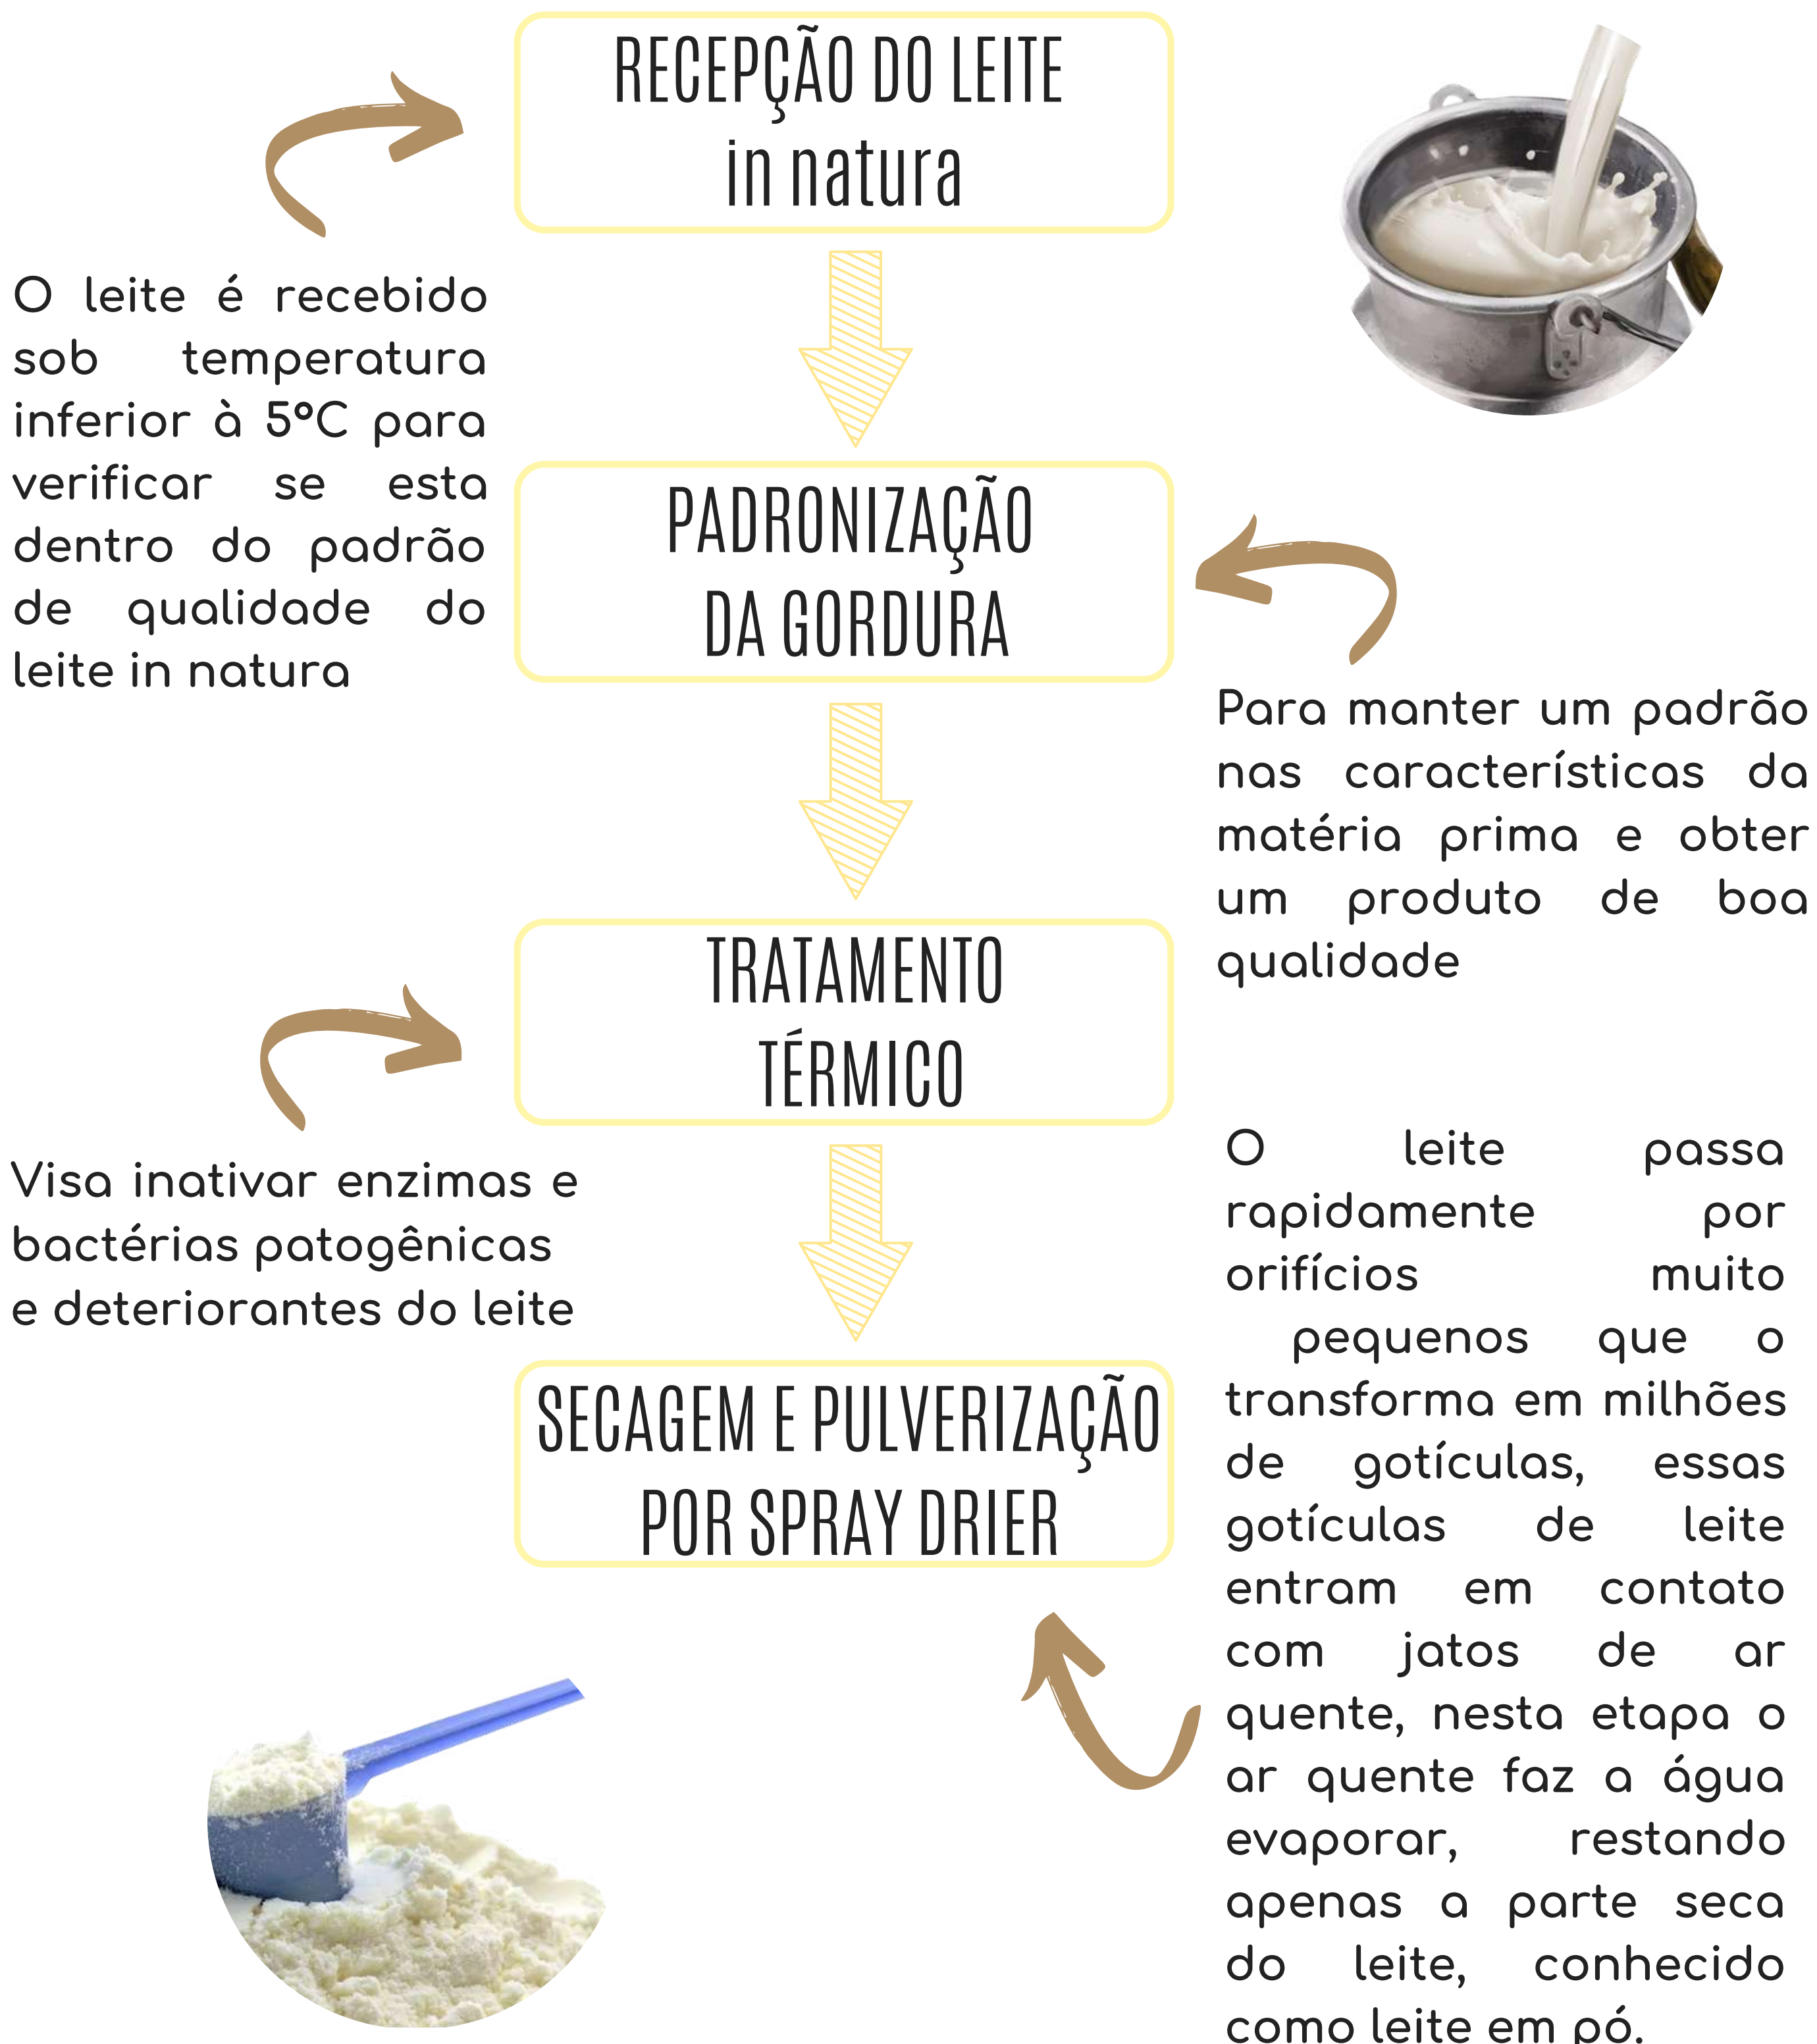 RECEPÇÃO DO LEITE
in natura
O leite é recebido
sob temperatura
inferior à 5°C para
verificar se esta
dentro do padrão
de qualidade do
leite in natura
PADRONIZAÇÃO
DA GORDURA
Para manter um padrão
nas características da
matéria prima e obter
um produto de boa
qualidade
TRATAMENTO
TÉRMICO
Visa inativar enzimas e
bactérias patogênicas
e deteriorantes do leite
SECAGEM E PULVERIZAÇÃO
POR SPRAY DRIER
O leite passa
rapidamente por
orifícios muito
pequenos que o
transforma em milhões
de gotículas, essas
gotículas de leite
entram em contato
com jatos de ar
quente, nesta etapa o
ar quente faz a água
evaporar, restando
apenas a parte seca
do leite, conhecido
como leite em pó.